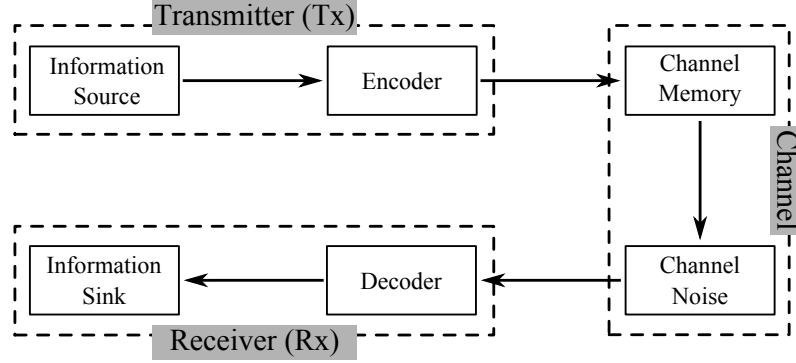 Transmitter (Tx)
Information
Source
Encoder
Channel
Memory
Channel
Channel
Noise
Decoder
Information
Sink
Receiver (Rx)